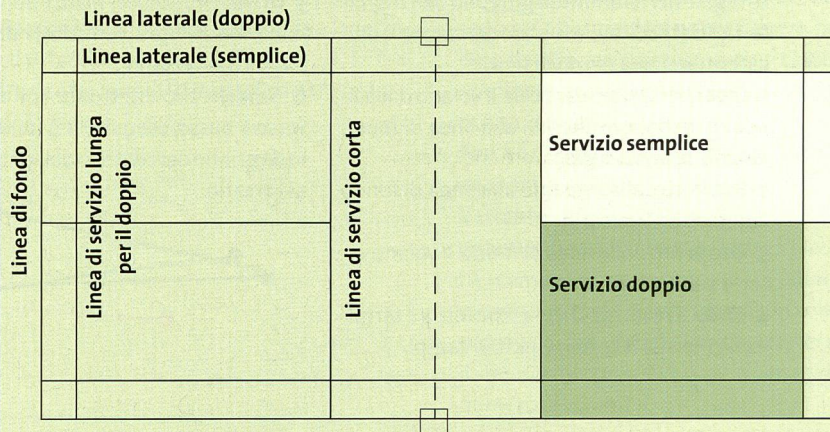 Linea laterale (doppio)
Linea laterale (semplice)
Linea di fondo
Linea di servizio lunga
per il doppio
Linea di servizio corta
Servizio semplice
Servizio doppio